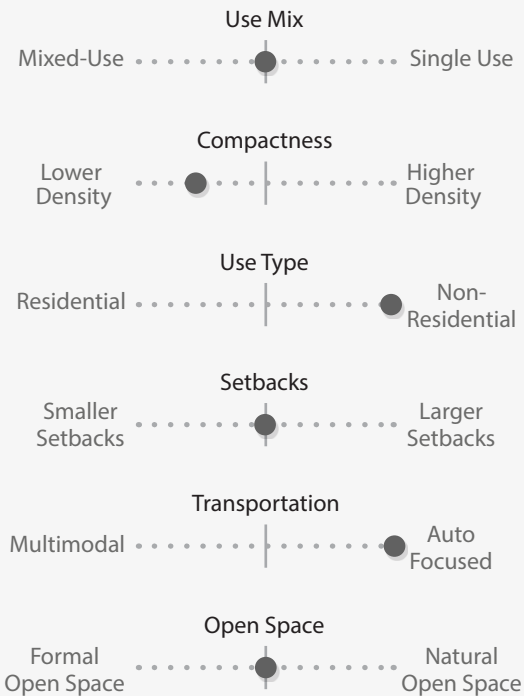 Use Mix
Mixed-Use
Single Use
Compactness
Lower
Density
Higher
Density
Use Type
Residential
Non-
Residential
Setbacks
Smaller
Setbacks
Larger
Setbacks
Transportation
Multimodal
Auto
Focused
Open Space
Formal
Open Space
Natural
Open Space